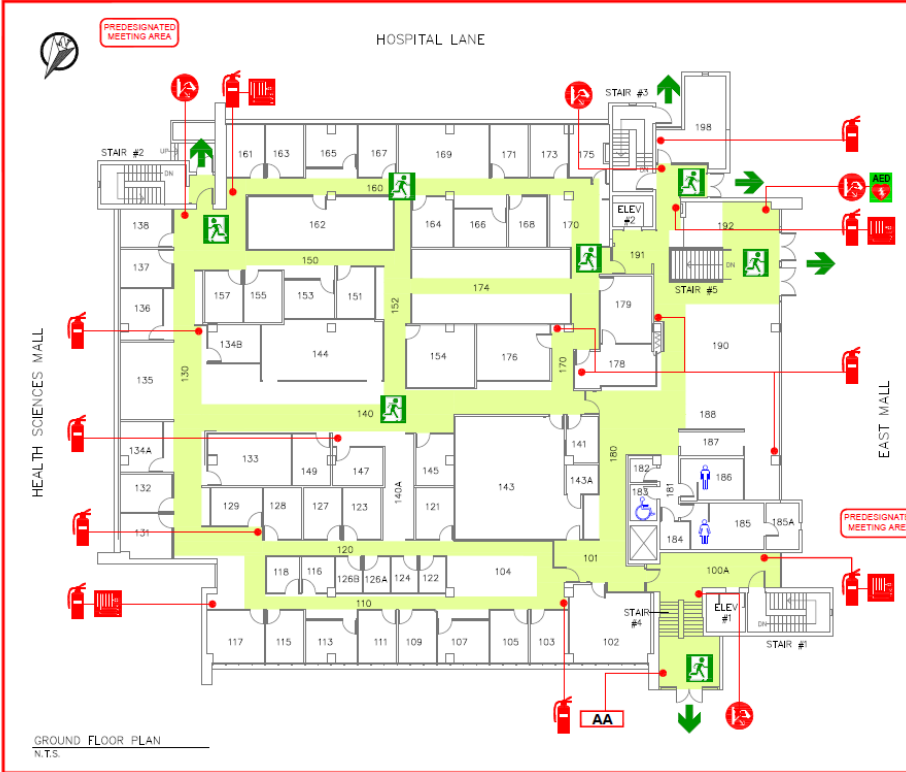 PREDESIGNATED
MEETING AREA
HOSPITAL LANE
STAIR #3
198
STAIR #2
UP
DN
DN
161
163
165
167
169
171
173
175
AED
160
138
162
164
166
168
170
ELEV
#2
192
137
150
191
DN
STAIR #5
157
155
153
151
152
174
179
136
134B
144
154
176
178
190
135
130
170
140
188
HEALTH SCIENCES MALL
EAST MALL
134A
133
149
147
145
143
141
180
187
182
181
186
132
129
128
127
123
140A
121
143A
183
131
184
185
185A
PREDESIGNATED
MEETING ARE
120
101
118
116
126B
126A
124
122
104
100A
110
STAIR
#4
ELEV
#1
DN
STAIR #1
117
115
113
111
109
107
105
103
102
AA
GROUND FLOOR PLAN
N.T.S.